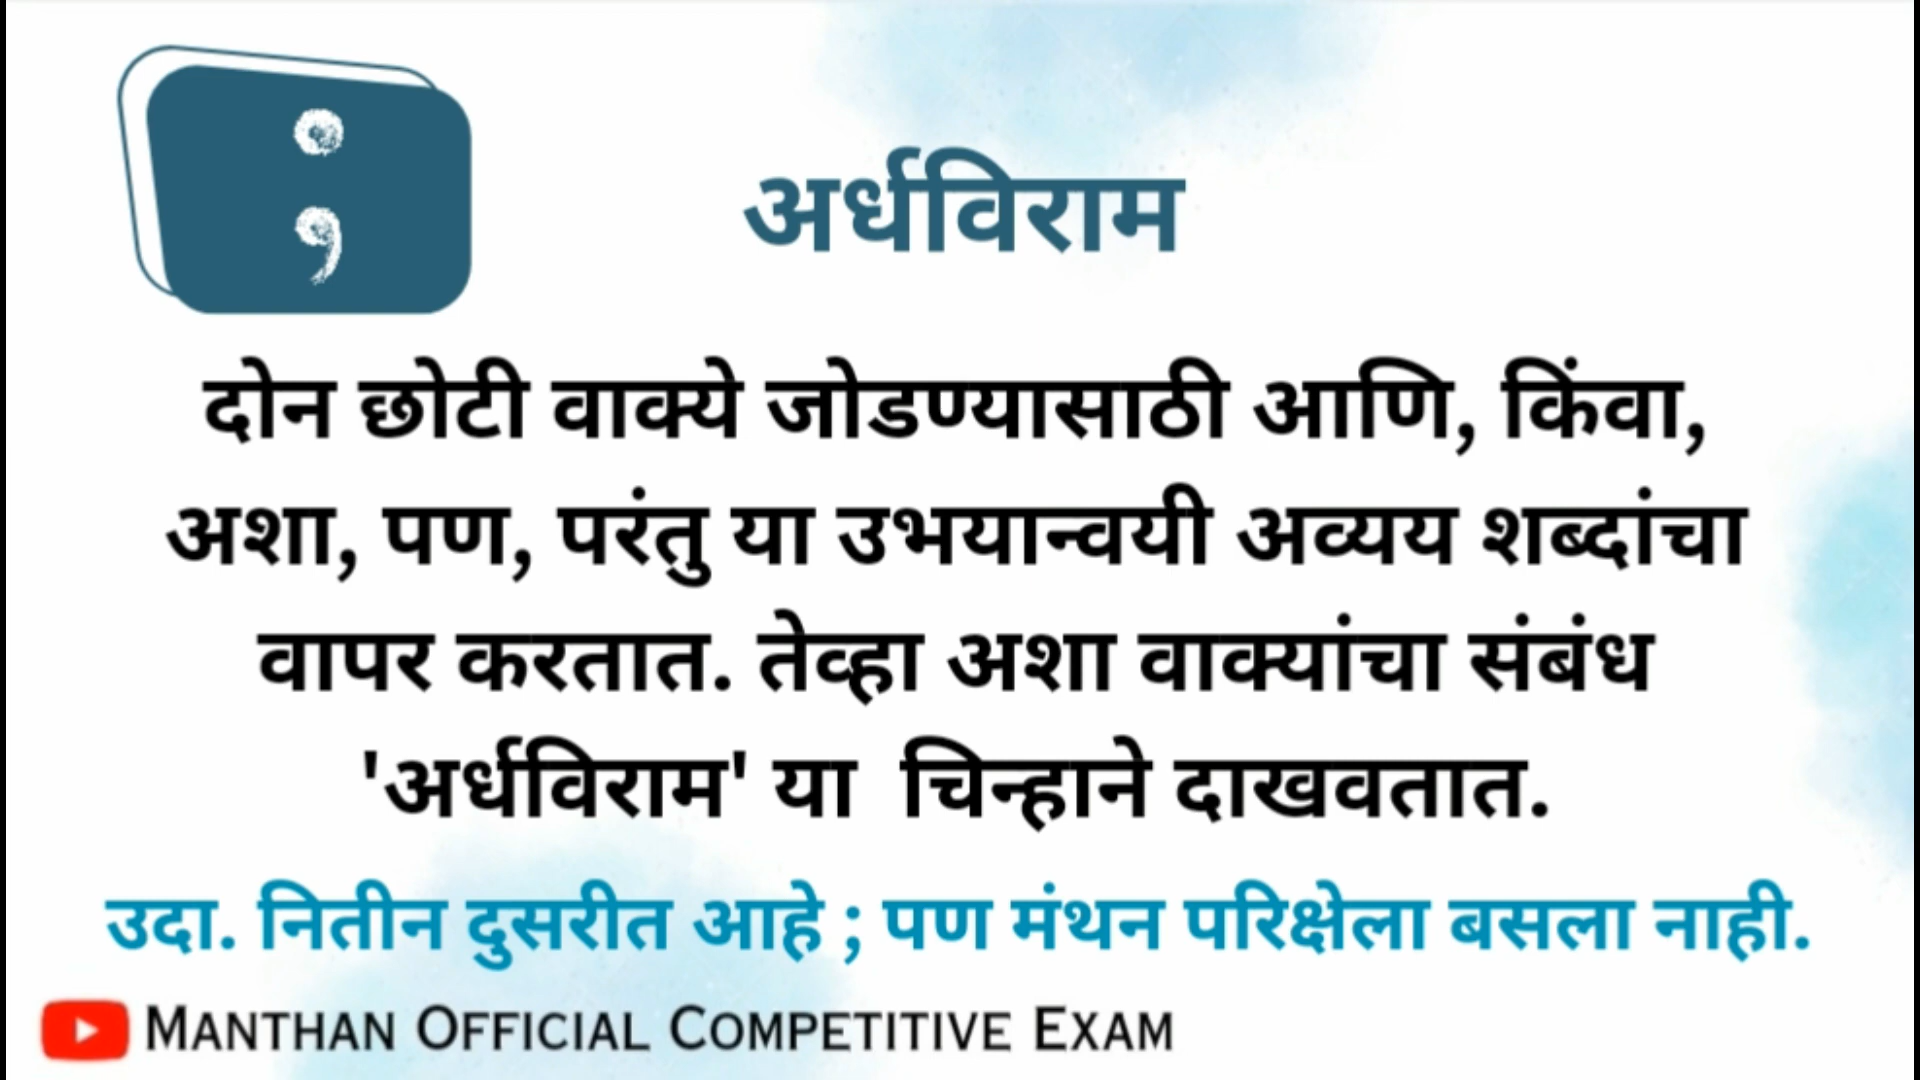 ;
अर्धविराम
दोन छोटी वाक्ये जोडण्यासाठी आणि, किंवा,
अशा, पण, परंतु या उभयान्वयी अव्यय शब्दांचा
वापर करतात. तेव्हा अशा वाक्यांचा संबंध
'अर्धविराम' या  चिन्हाने दाखवतात.
उदा. नितीन दुसरीत आहे ; पण मंथन परिक्षेला बसला नाही.
MANTHAN OFFICIAL COMPETITIVE EXAM